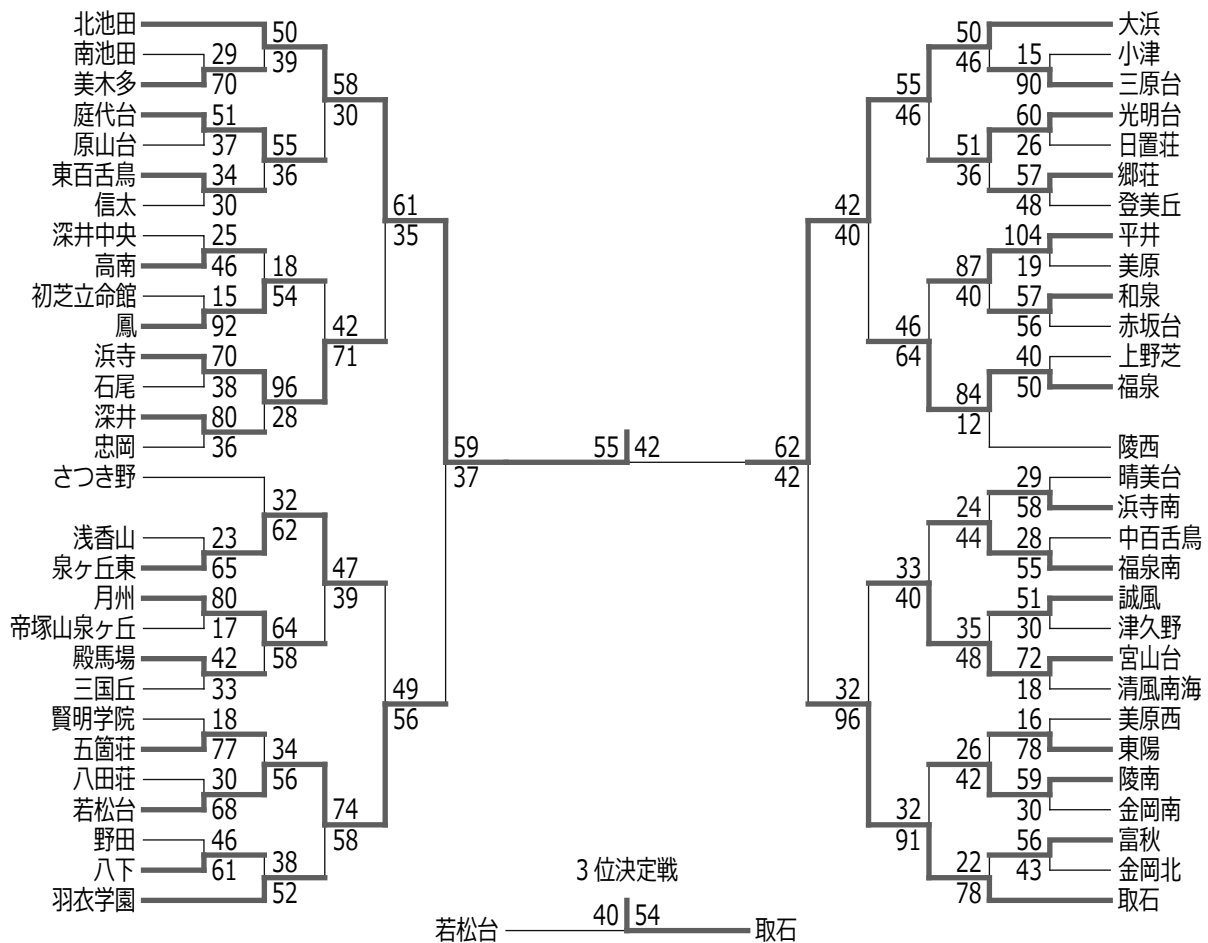 北池田
南池田
美木多
庭代台
原山台
東百舌鳥
信太
深井中央
高南
初芝立命館
鳳
浜寺
石尾
深井
忠岡
さつき野
浅香山
泉ヶ丘東
月州
帝塚山泉ヶ丘
殿馬場
三国丘
賢明学院
五箇荘
八田荘
若松台
野田
八下
羽衣学園
29
70
51
37
34
30
25
46
15
92
70
38
80
36
23
65
80
17
42
33
18
77
30
68
46
61
50
39
55
36
18
54
96
28
32
62
64
58
34
56
38
52
58
30
42
71
47
39
74
58
61
35
49
56
59
37
55 42
62
42
42
40
32
96
55
46
46
64
33
40
32
91
50
46
51
36
87
40
84
12
24
44
35
48
26
42
22
78
15
90
60
26
57
48
104
19
57
56
40
50
29
58
28
55
51
30
72
18
16
78
59
30
56
43
大浜
小津
三原台
光明台
日置荘
郷荘
登美丘
平井
美原
和泉
赤坂台
上野芝
福泉
陵西
晴美台
浜寺南
中百舌鳥
福泉南
誠風
津久野
宮山台
清風南海
美原西
東陽
陵南
金岡南
富秋
金岡北
取石
3位決定戦
若松台 40 54 取石